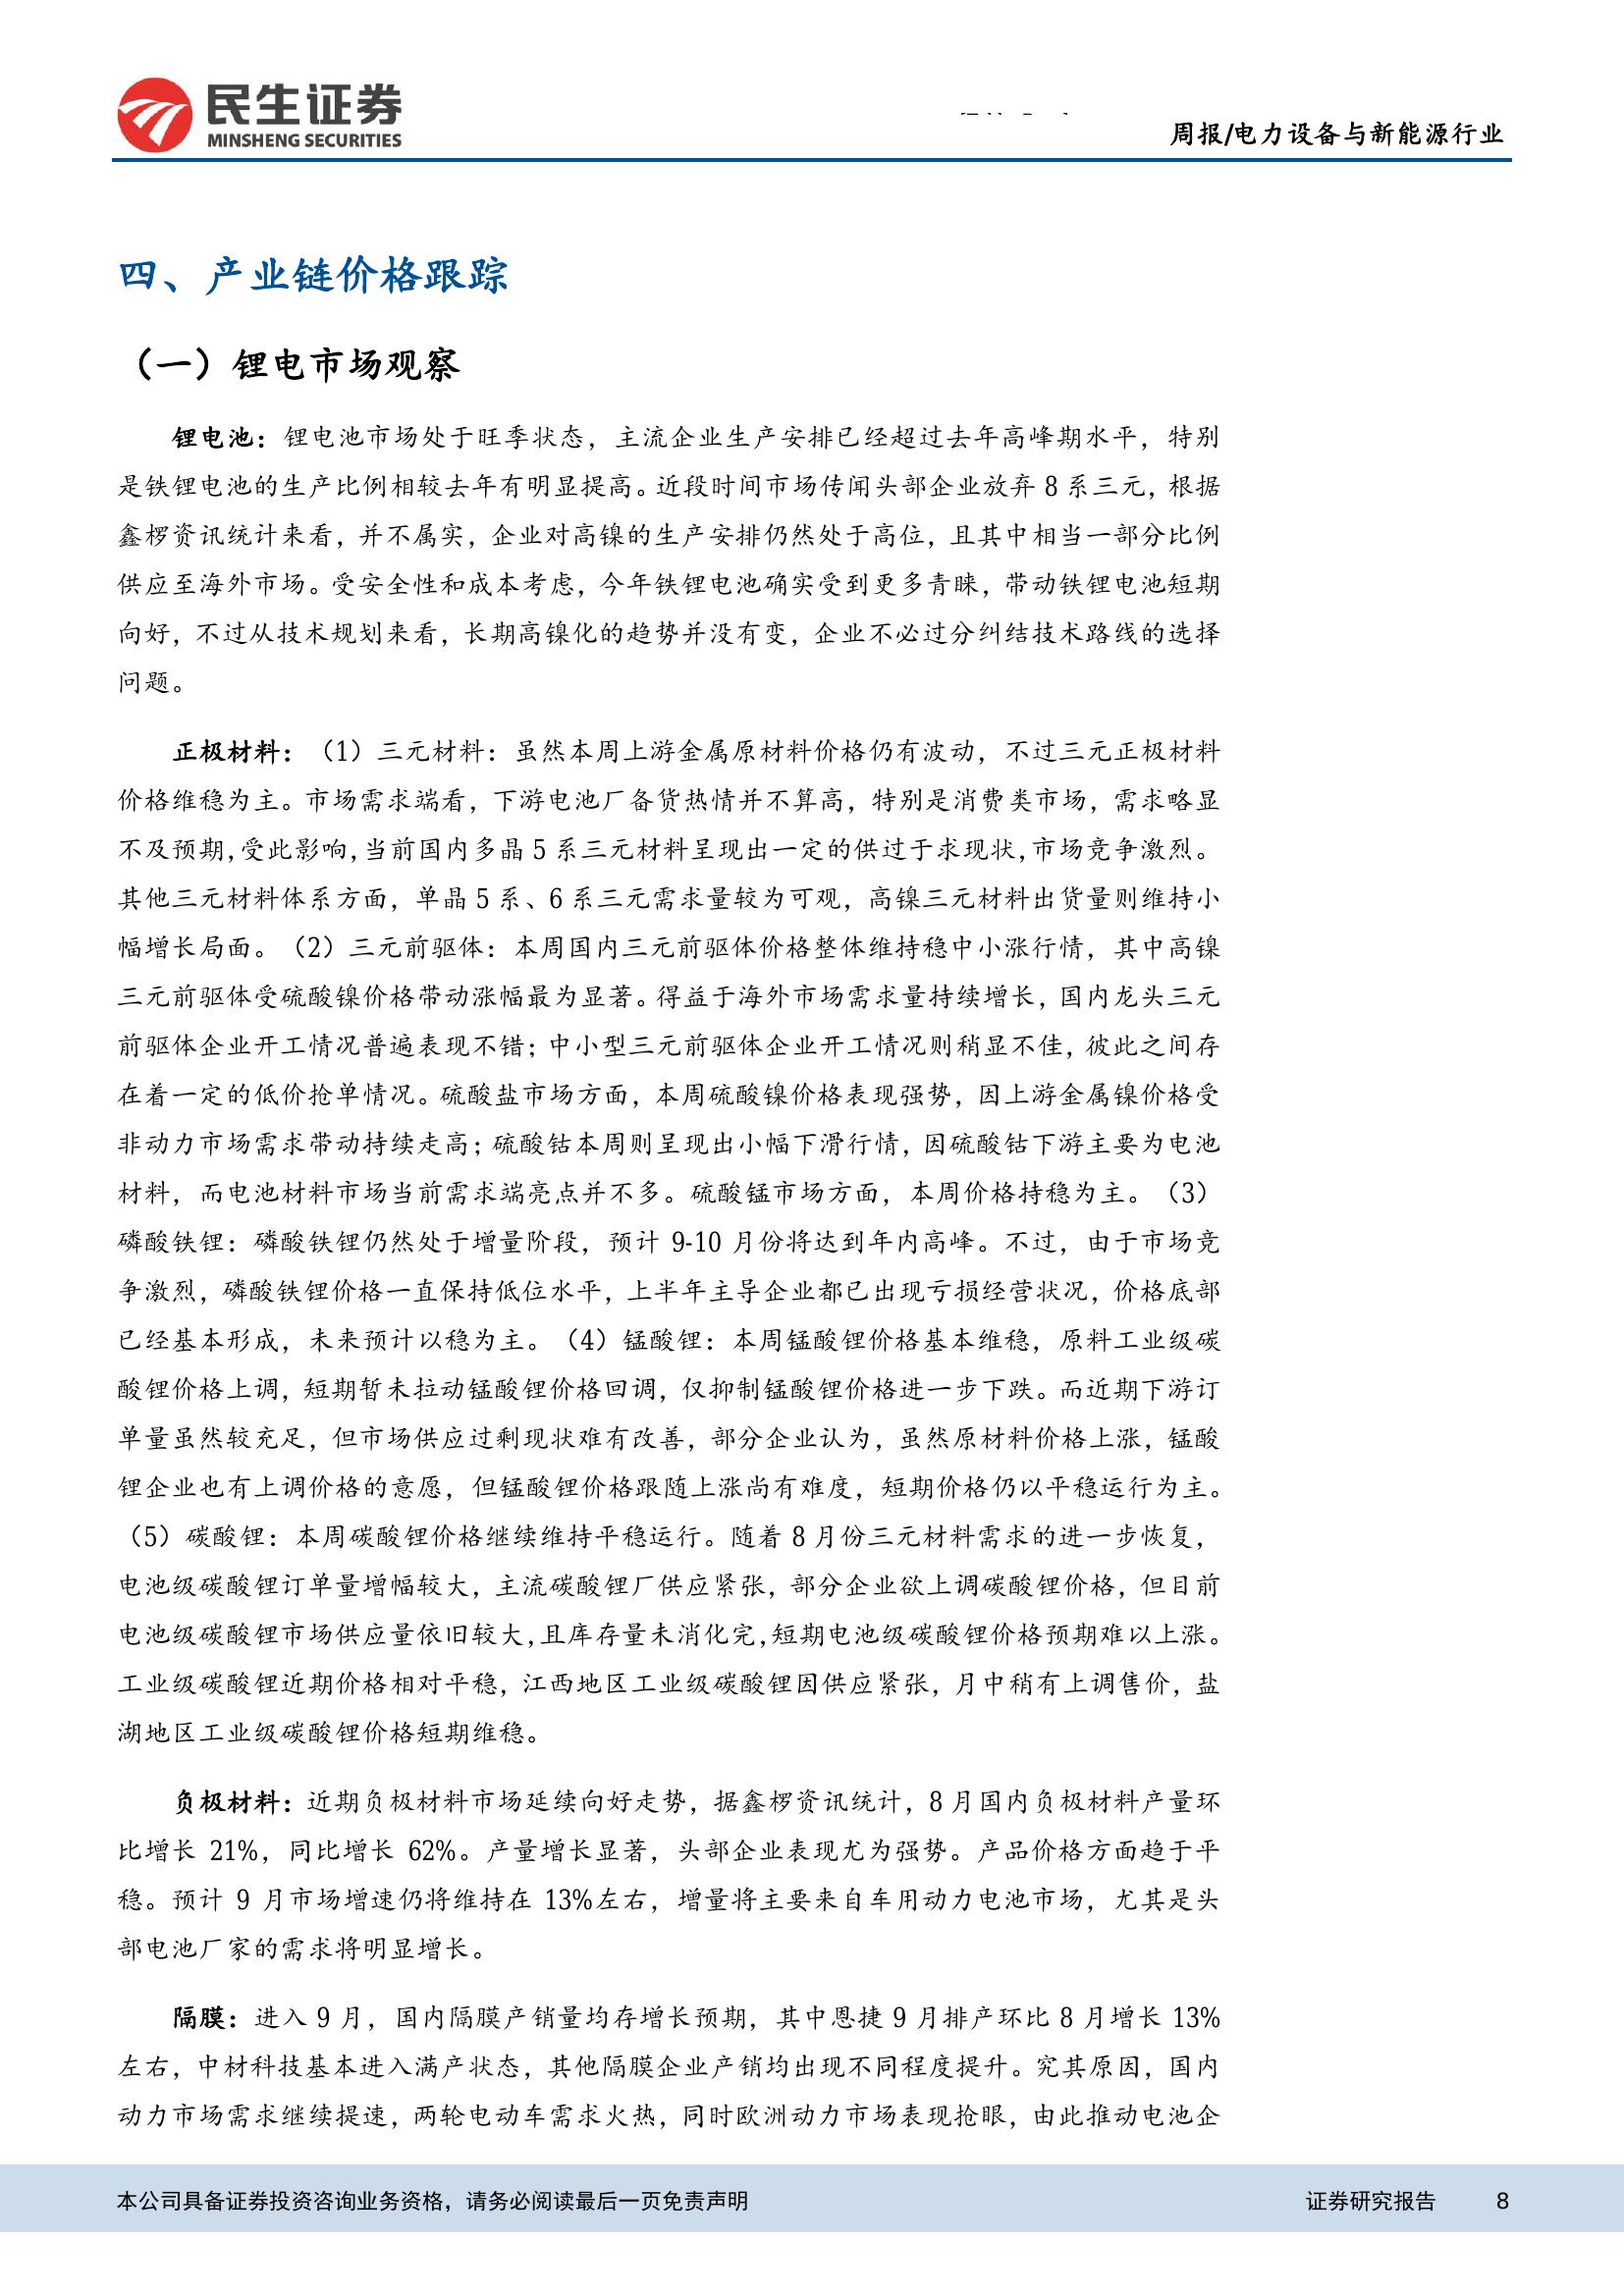 民生证券
MINSHENG SECURITIES
周报/电力设备与新能源行业
四、产业链价格跟踪
（一）锂电市场观察
锂电池：锂电池市场处于旺季状态，主流企业生产安排已经超过去年高峰期水平，特别
是铁锂电池的生产比例相较去年有明显提高。近段时间市场传闻头部企业放弃 8 系三元，根据
鑫椤资讯统计来看，并不属实，企业对高镍的生产安排仍然处于高位，且其中相当一部分比例
供应至海外市场。受安全性和成本考虑，今年铁锂电池确实受到更多青睐，带动铁锂电池短期
向好，不过从技术规划来看，长期高镍化的趋势并没有变，企业不必过分纠结技术路线的选择
问题。
正极材料：（1）三元材料：虽然本周上游金属原材料价格仍有波动，不过三元正极材料
价格维稳为主。市场需求端看，下游电池厂备货热情并不算高，特别是消费类市场，需求略显
不及预期，受此影响，当前国内多晶 5 系三元材料呈现出一定的供过于求现状，市场竞争激烈。
其他三元材料体系方面，单晶 5 系、6 系三元需求量较为可观，高镍三元材料出货量则维持小
幅增长局面。（2）三元前驱体：本周国内三元前驱体价格整体维持稳中小涨行情，其中高镍
三元前驱体受硫酸镍价格带动涨幅最为显著。得益于海外市场需求量持续增长，国内龙头三元
前驱体企业开工情况普遍表现不错；中小型三元前驱体企业开工情况则稍显不佳，彼此之间存
在着一定的低价抢单情况。硫酸盐市场方面，本周硫酸镍价格表现强势，因上游金属镍价格受
非动力市场需求带动持续走高；硫酸钴本周则呈现出小幅下滑行情，因硫酸钴下游主要为电池
材料，而电池材料市场当前需求端亮点并不多。硫酸锰市场方面，本周价格持稳为主。（3）
磷酸铁锂：磷酸铁锂仍然处于增量阶段，预计 9-10 月份将达到年内高峰。不过，由于市场竞
争激烈，磷酸铁锂价格一直保持低位水平，上半年主导企业都已出现亏损经营状况，价格底部
已经基本形成，未来预计以稳为主。（4）锰酸锂：本周锰酸锂价格基本维稳，原料工业级碳
酸锂价格上调，短期暂未拉动锰酸锂价格回调，仅抑制锰酸锂价格进一步下跌。而近期下游订
单量虽然较充足，但市场供应过剩现状难有改善，部分企业认为，虽然原材料价格上涨，锰酸
锂企业也有上调价格的意愿，但锰酸锂价格跟随上涨尚有难度，短期价格仍以平稳运行为主。
（5）碳酸锂：本周碳酸锂价格继续维持平稳运行。随着 8 月份三元材料需求的进一步恢复，
电池级碳酸锂订单量增幅较大，主流碳酸锂厂供应紧张，部分企业欲上调碳酸锂价格，但目前
电池级碳酸锂市场供应量依旧较大，且库存量未消化完，短期电池级碳酸锂价格预期难以上涨。
工业级碳酸锂近期价格相对平稳，江西地区工业级碳酸锂因供应紧张，月中稍有上调售价，盐
湖地区工业级碳酸锂价格短期维稳。
负极材料：近期负极材料市场延续向好走势，据鑫椤资讯统计，8 月国内负极材料产量环
比增长 21%，同比增长 62%。产量增长显著，头部企业表现尤为强势。产品价格方面趋于平
稳。预计 9 月市场增速仍将维持在 13%左右，增量将主要来自车用动力电池市场，尤其是头
部电池厂家的需求将明显增长。
隔膜：进入 9 月，国内隔膜产销量均存增长预期，其中恩捷 9 月排产环比 8 月增长 13%
左右，中材科技基本进入满产状态，其他隔膜企业产销均出现不同程度提升。究其原因，国内
动力市场需求继续提速，两轮电动车需求火热，同时欧洲动力市场表现抢眼，由此推动电池企
本公司具备证券投资咨询业务资格，请务必阅读最后一页免责声明
证券研究报告 8